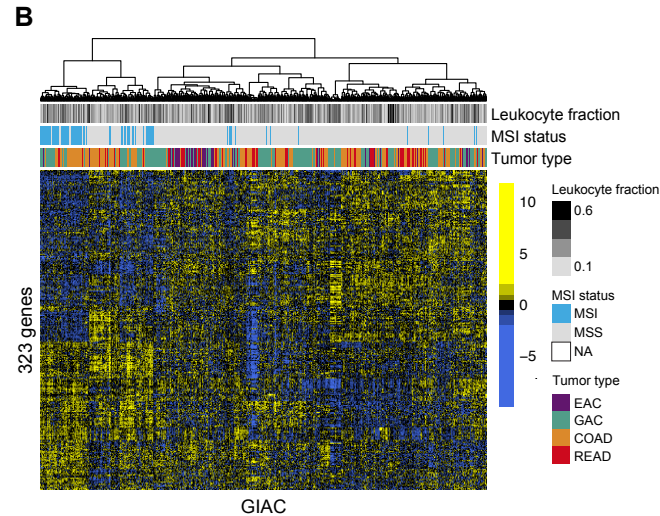 B
Leukocyte fraction
MSI status
Tumor type
323 genes
GIAC
10
5
0
−5
Leukocyte fraction
0.6
0.1
MSI status
MSI
MSS
NA
Tumor type
EAC
GAC
COAD
READ